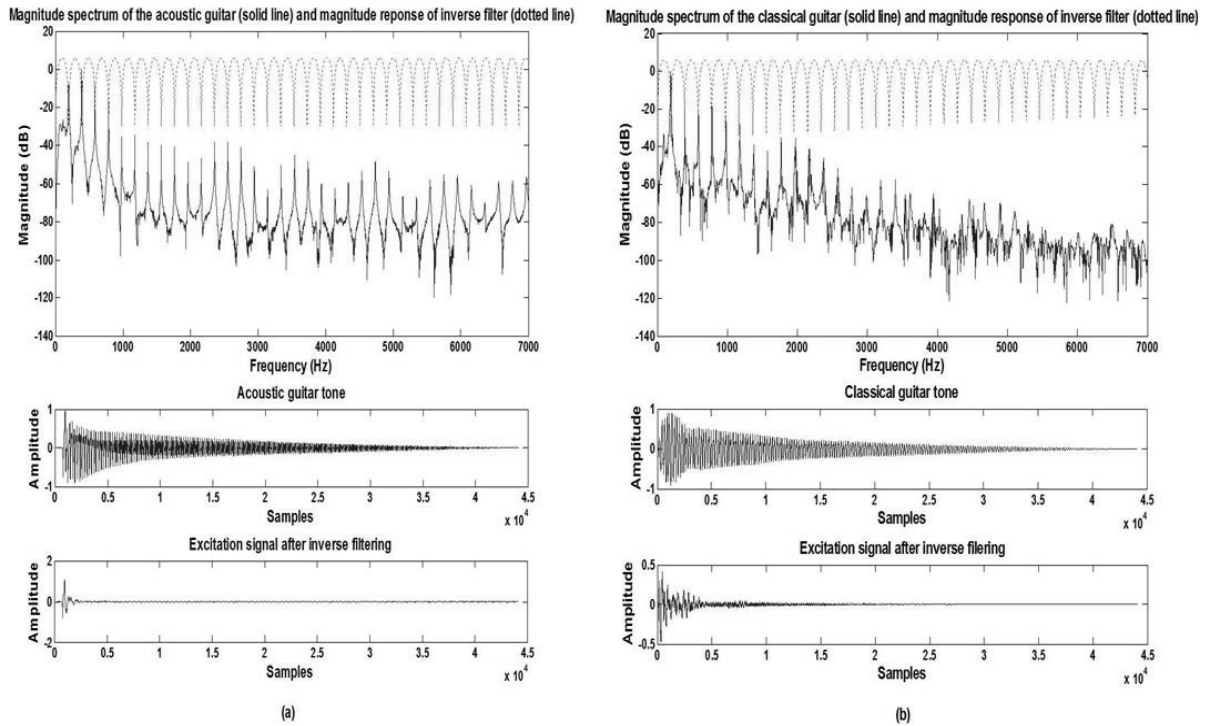 Magnitude spectrum of the acoustic guitar (solid line) and magnitude reponse of inverse filter (dotted line)
20
0
-20
-40
-60
-80
-100
-120
-140
Magnitude (dB)
0 1000 2000 3000 4000 5000 6000 7000
Frequency (Hz)
Acoustic guitar tone
1
0
-1
Amplitude
0 0.5 1 1.5 2 2.5 3 3.5 4 4.5
Samples
x 10^4
Excitation signal after inverse filtering
2
0
-2
Amplitude
0 0.5 1 1.5 2 2.5 3 3.5 4 4.5
Samples
x 10^4
(a)
Magnitude spectrum of the classical guitar (solid line) and magnitude response of inverse filter (dotted line)
20
0
-20
-40
-60
-80
-100
-120
-140
Magnitude (dB)
0 1000 2000 3000 4000 5000 6000 7000
Frequency (Hz)
Classical guitar tone
1
0
-1
Amplitude
0 0.5 1 1.5 2 2.5 3 3.5 4 4.5
Samples
x 10^4
Excitation signal after inverse filering
0.5
0
-0.5
Amplitude
0 0.5 1 1.5 2 2.5 3 3.5 4 4.5
Samples
x 10^4
(b)